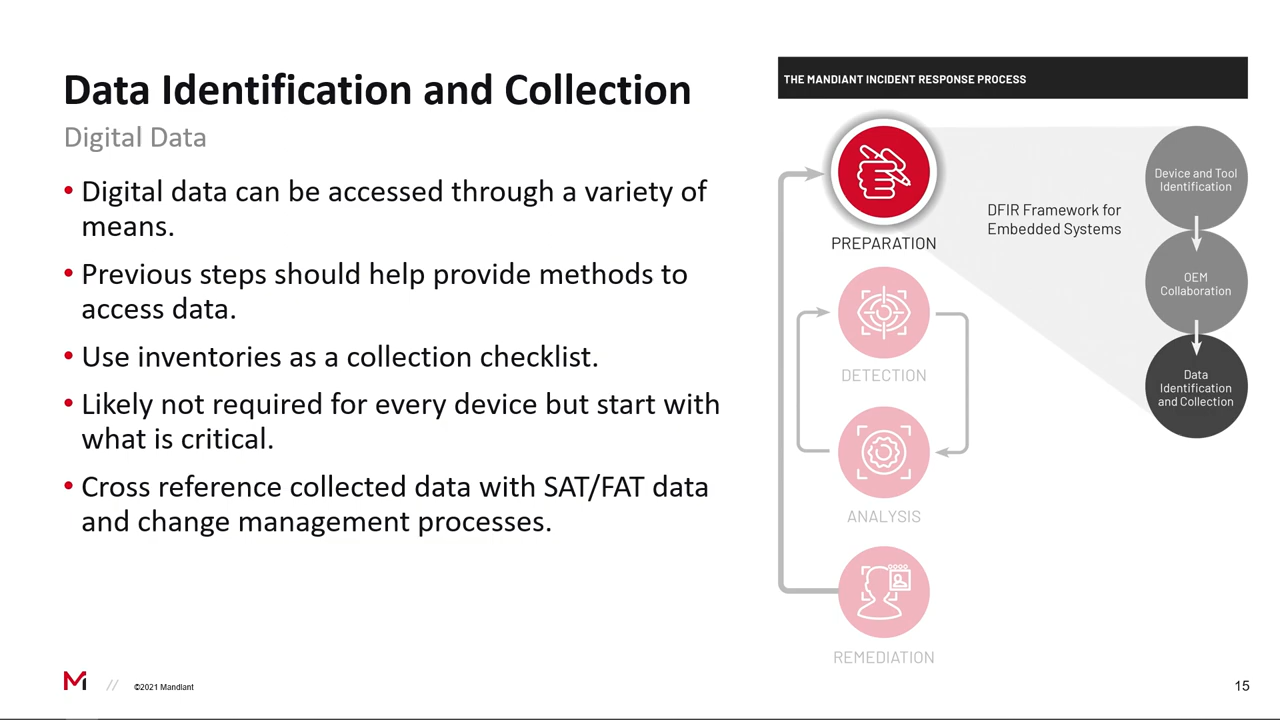 Data Identification and Collection
Digital Data
• Digital data can be accessed through a variety of
means.
• Previous steps should help provide methods to
access data.
• Use inventories as a collection checklist.
• Likely not required for every device but start with
what is critical.
• Cross reference collected data with SAT/FAT data
and change management processes.
THE MANDIANT INCIDENT RESPONSE PROCESS
PREPARATION
DETECTION
ANALYSIS
REMEDIATION
DFIR Framework for
Embedded Systems
Device and Tool
Identification
OEM
Collaboration
Data
Identification
and Collection
M // ©2021 Mandiant
15